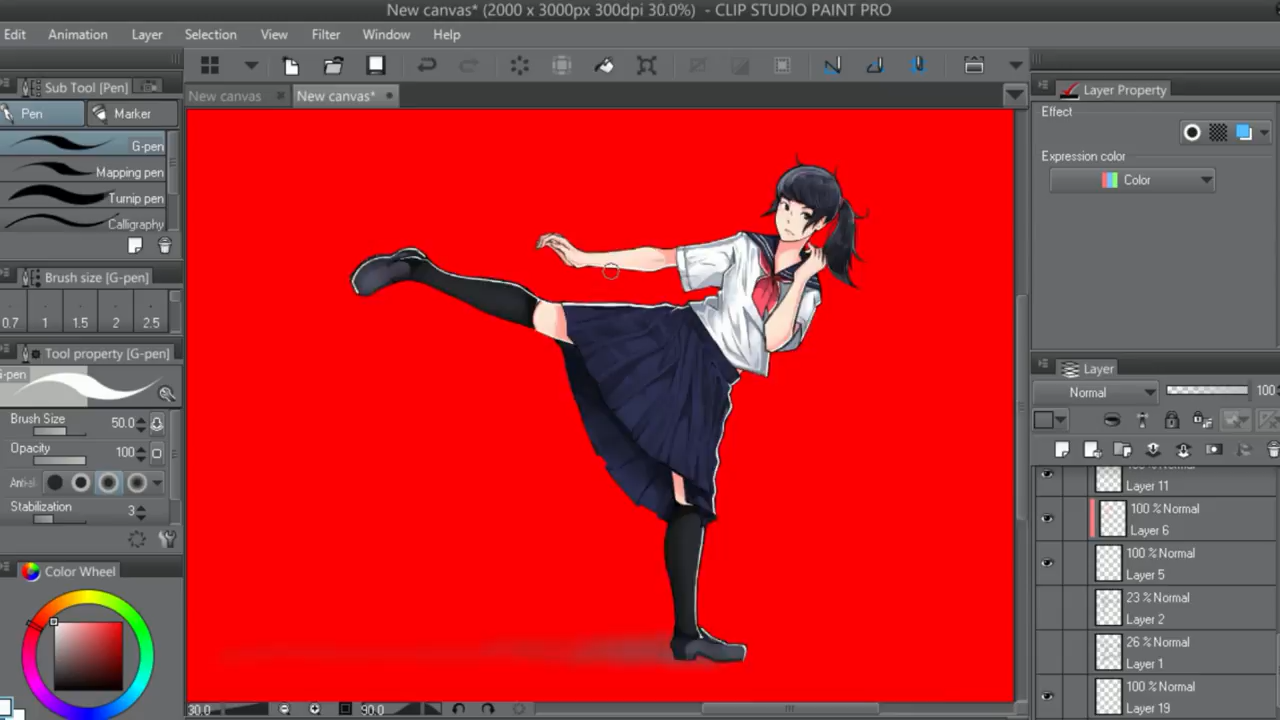 New canvas* (2000 x 3000px 300dpi 30.0%) - CLIP STUDIO PAINT PRO
Edit Animation Layer Selection View Filter Window Help
Sub Tool [Pen]
New canvas New canvas*
Layer Property
Pen Marker
Effect
G-pen
Expression color
Mapping pen
Color
Turnip pen
Calligraphy
Brush size [G-pen]
0.7 1 1.5 2 2.5
Tool property [G-pen]
i-pen
Layer
Normal 100
Brush Size 50.0
Opacity 100
Anti-
Stabilization 3
Layer 11
100 % Normal
Layer 6
100 % Normal
Layer 5
Color Wheel
23 % Normal
Layer 2
26 % Normal
Layer 1
100 % Normal
Layer 19
30.0 90.0